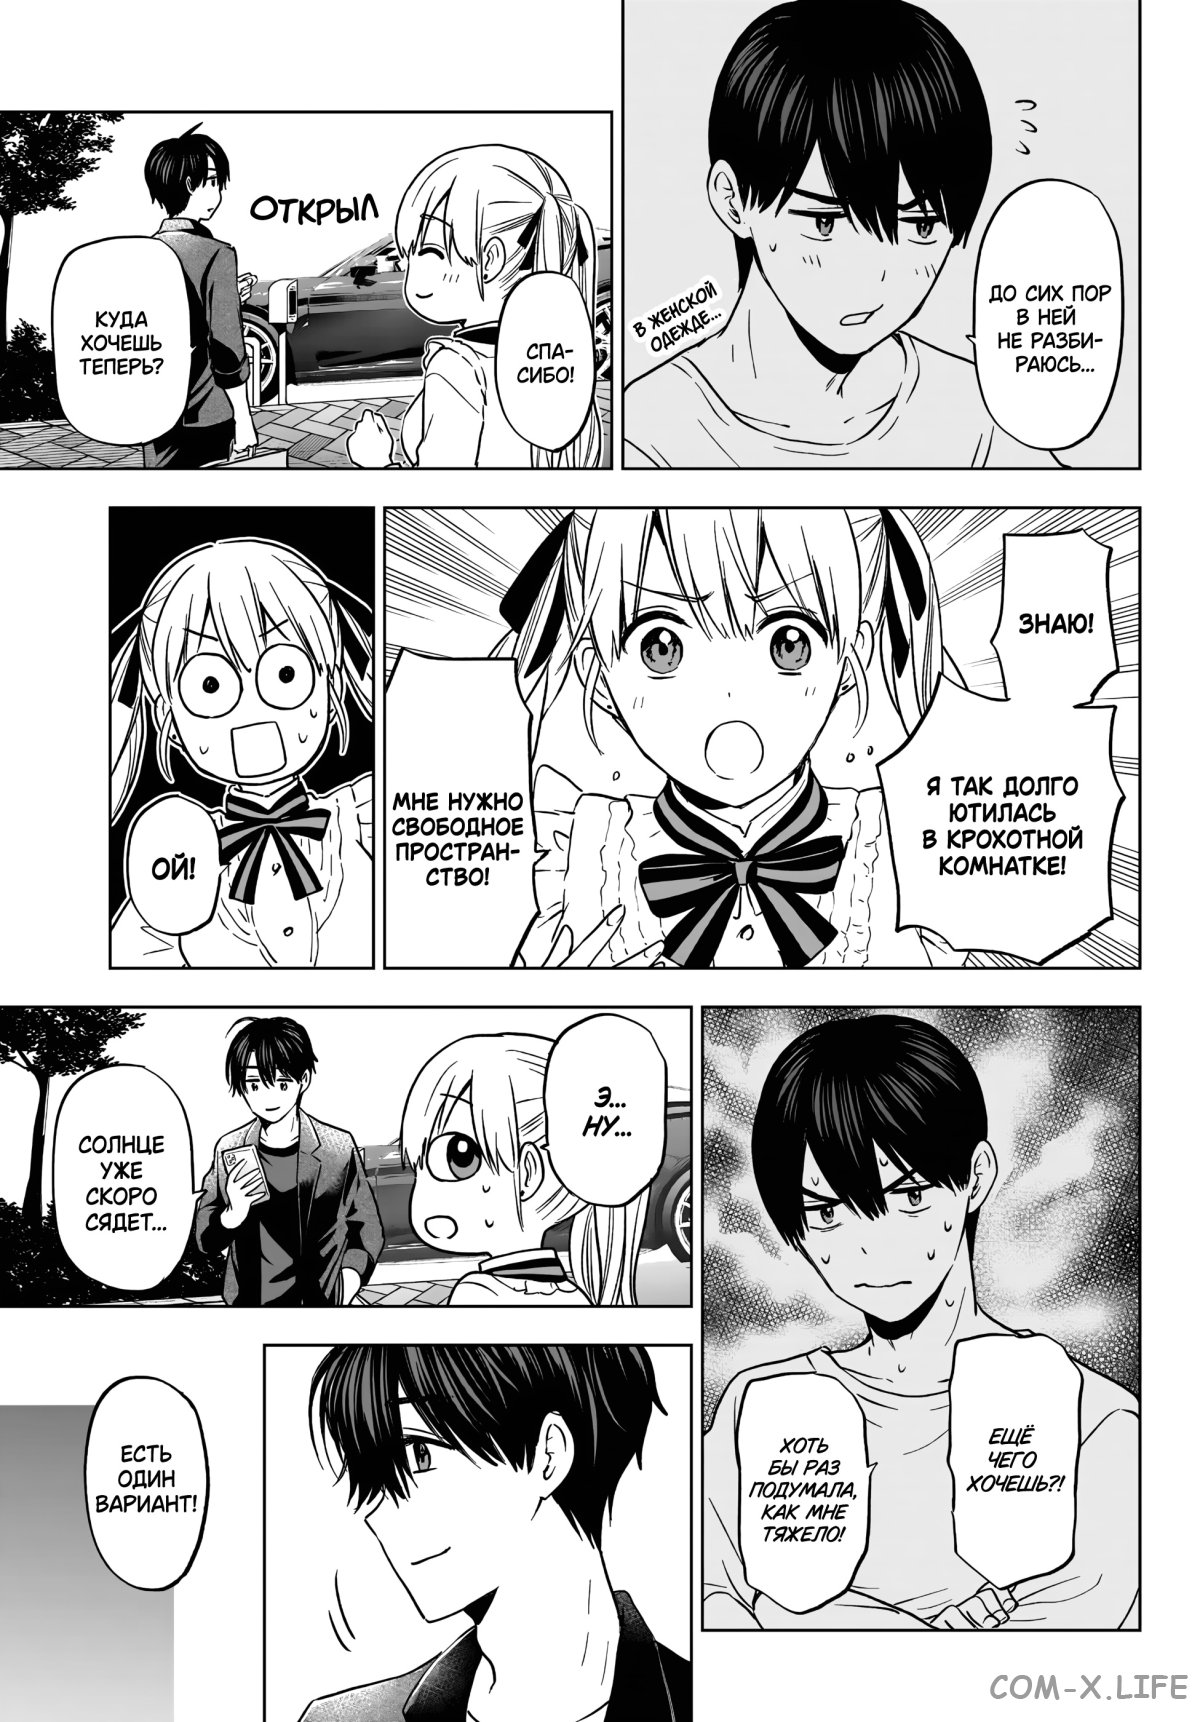 ДО СИХ ПОР
В НЕЙ
НЕ РАЗБИ-
РАЮСЬ...
В ЖЕНСКОЙ
ОДЕЖДЕ...
СПА-
СИБО!
ОТКРЫЛ
КУДА
ХОЧЕШЬ
ТЕПЕРЬ?
ЗНАЮ!
Я ТАК ДОЛГО
ЮТИЛАСЬ
В КРОХОТНОЙ
КОМНАТКЕ!
МНЕ НУЖНО
СВОБОДНОЕ
ПРОСТРАН-
СТВО!
ОЙ!
ЕЩЁ
ЧЕГО
ХОЧЕШЬ?!
ХОТЬ
БЫ РАЗ
ПОДУМАЛА,
КАК МНЕ
ТЯЖЕЛО!
Э...
НУ...
СОЛНЦЕ
УЖЕ
СКОРО
СЯДЕТ...
ЕСТЬ
ОДИН
ВАРИАНТ!
COM-X.LIFE